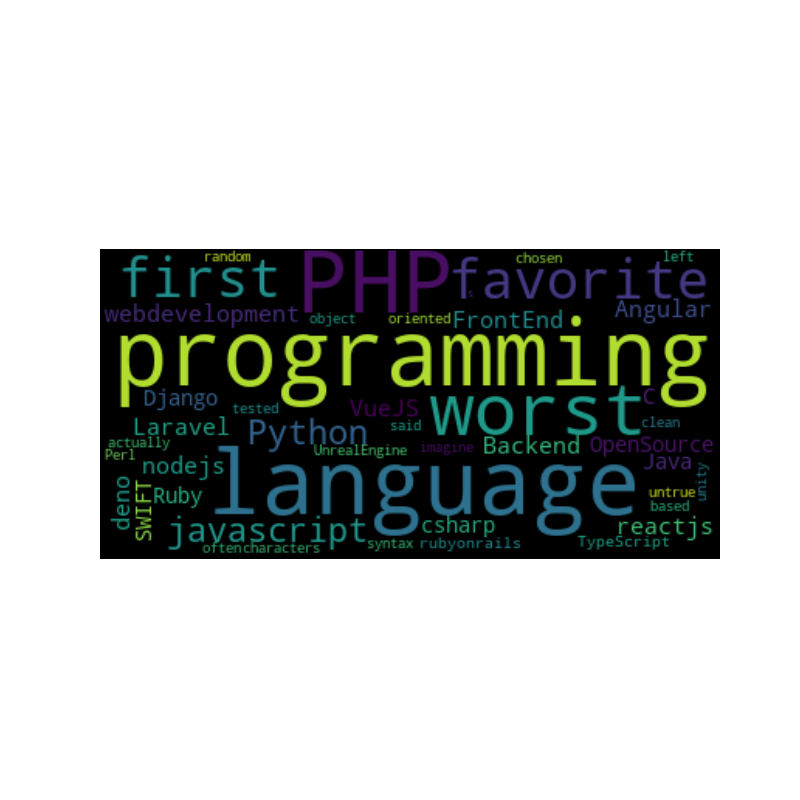 random chosen left
first PHP favorite
s
webdevelopment object oriented FrontEnd Angular
programming
Django tested VueJS worst C
Laravel Python said clean
actually UnrealEngine imagine Backend OpenSource
Perl nodejs language Java unity
deno SWIFT Ruby untrue
based
javascript csharp reactjs
oftencharacters syntax rubyonrails TypeScript